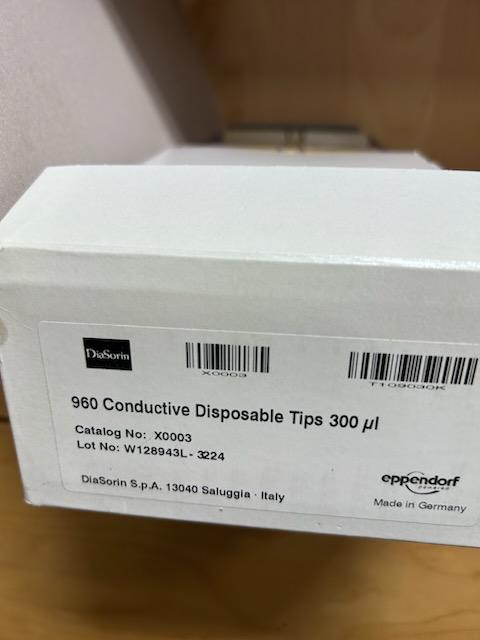 DiaSorin
X0003
T109030K
960 Conductive Disposable Tips 300 µl
Catalog No: X0003
Lot No: W128943L - 3224
eppendorf
DiaSorin S.p.A. 13040 Saluggia · Italy
Made in Germany